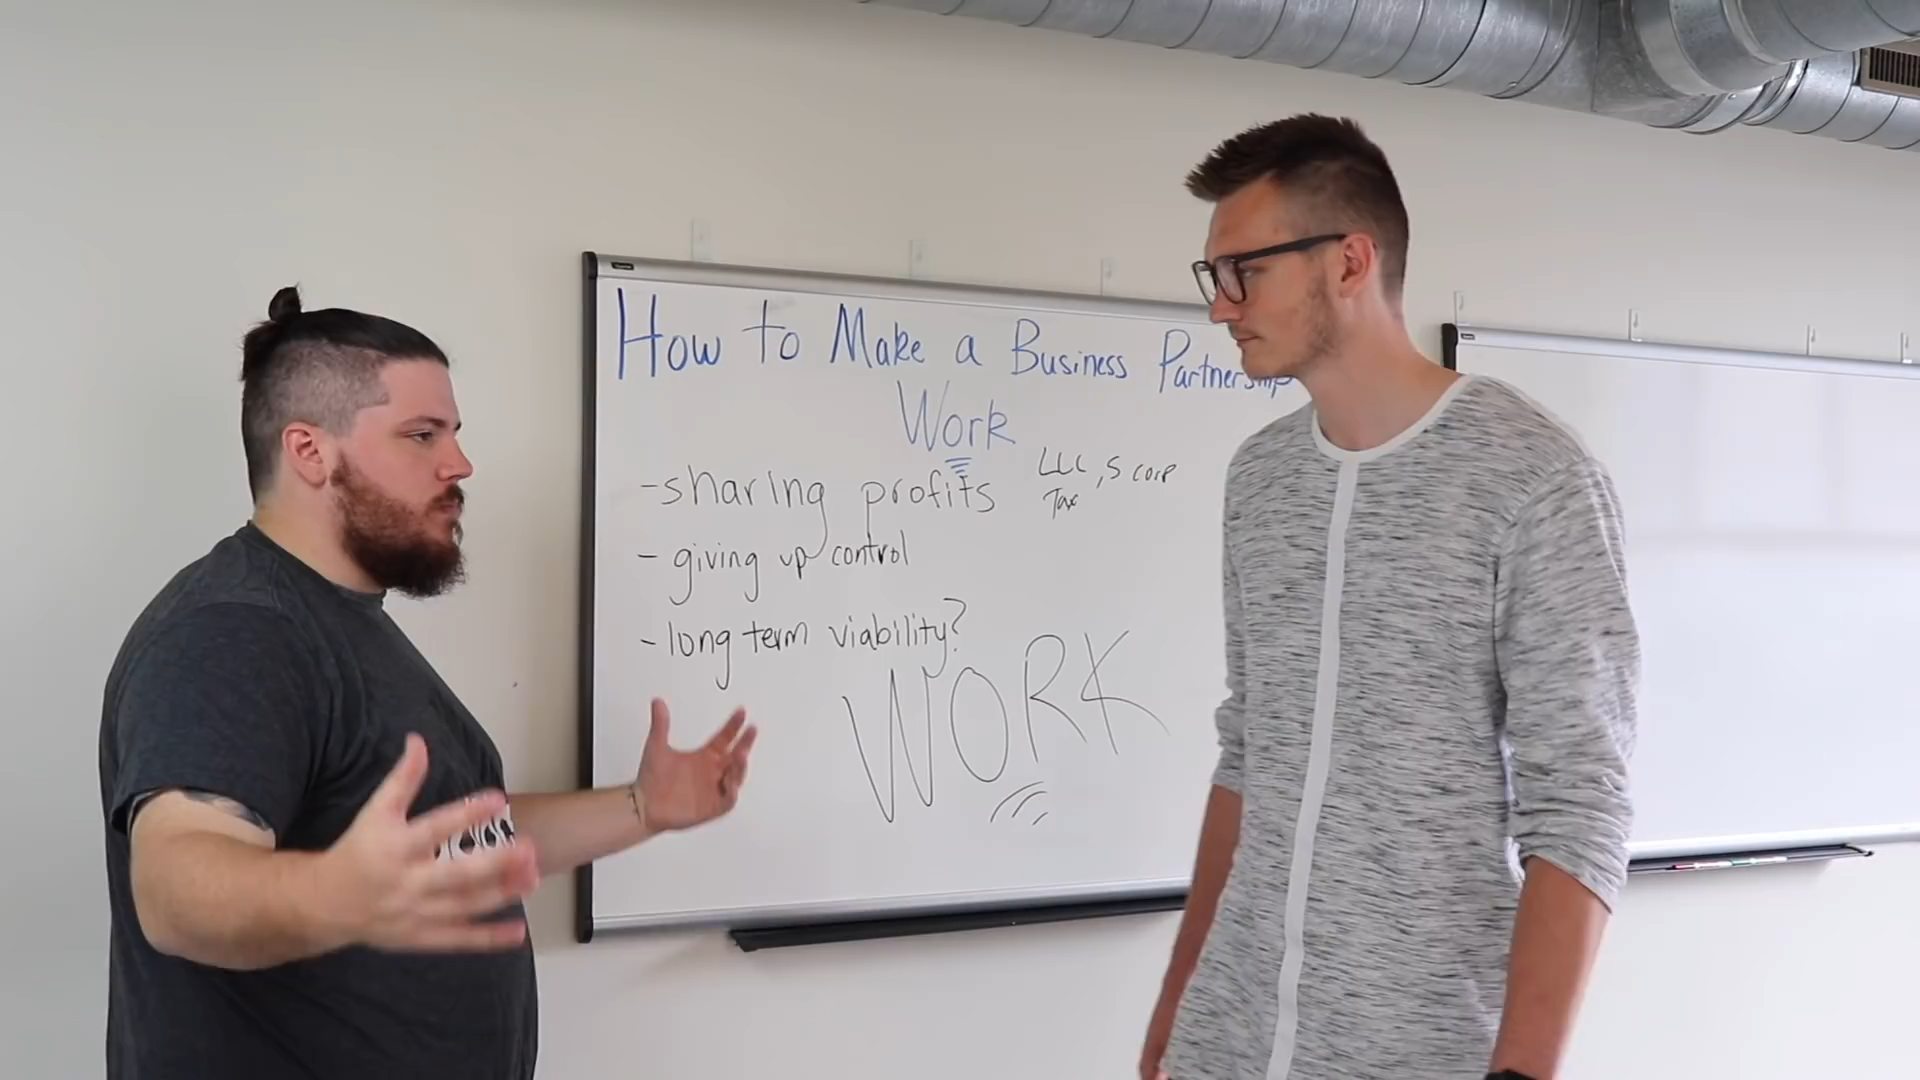 How to Make a Business Partnership
Work
-sharing profits LLC, S corp
Tax
- giving up control
- long term viability?
WORK